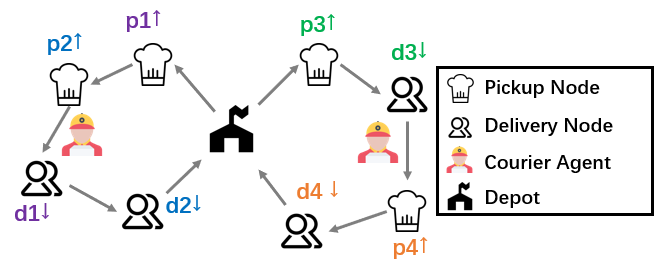 p1↑
p2↑
p3↑
d3↓
d1↓
d2↓
d4 ↓
p4↑
Pickup Node
Delivery Node
Courier Agent
Depot